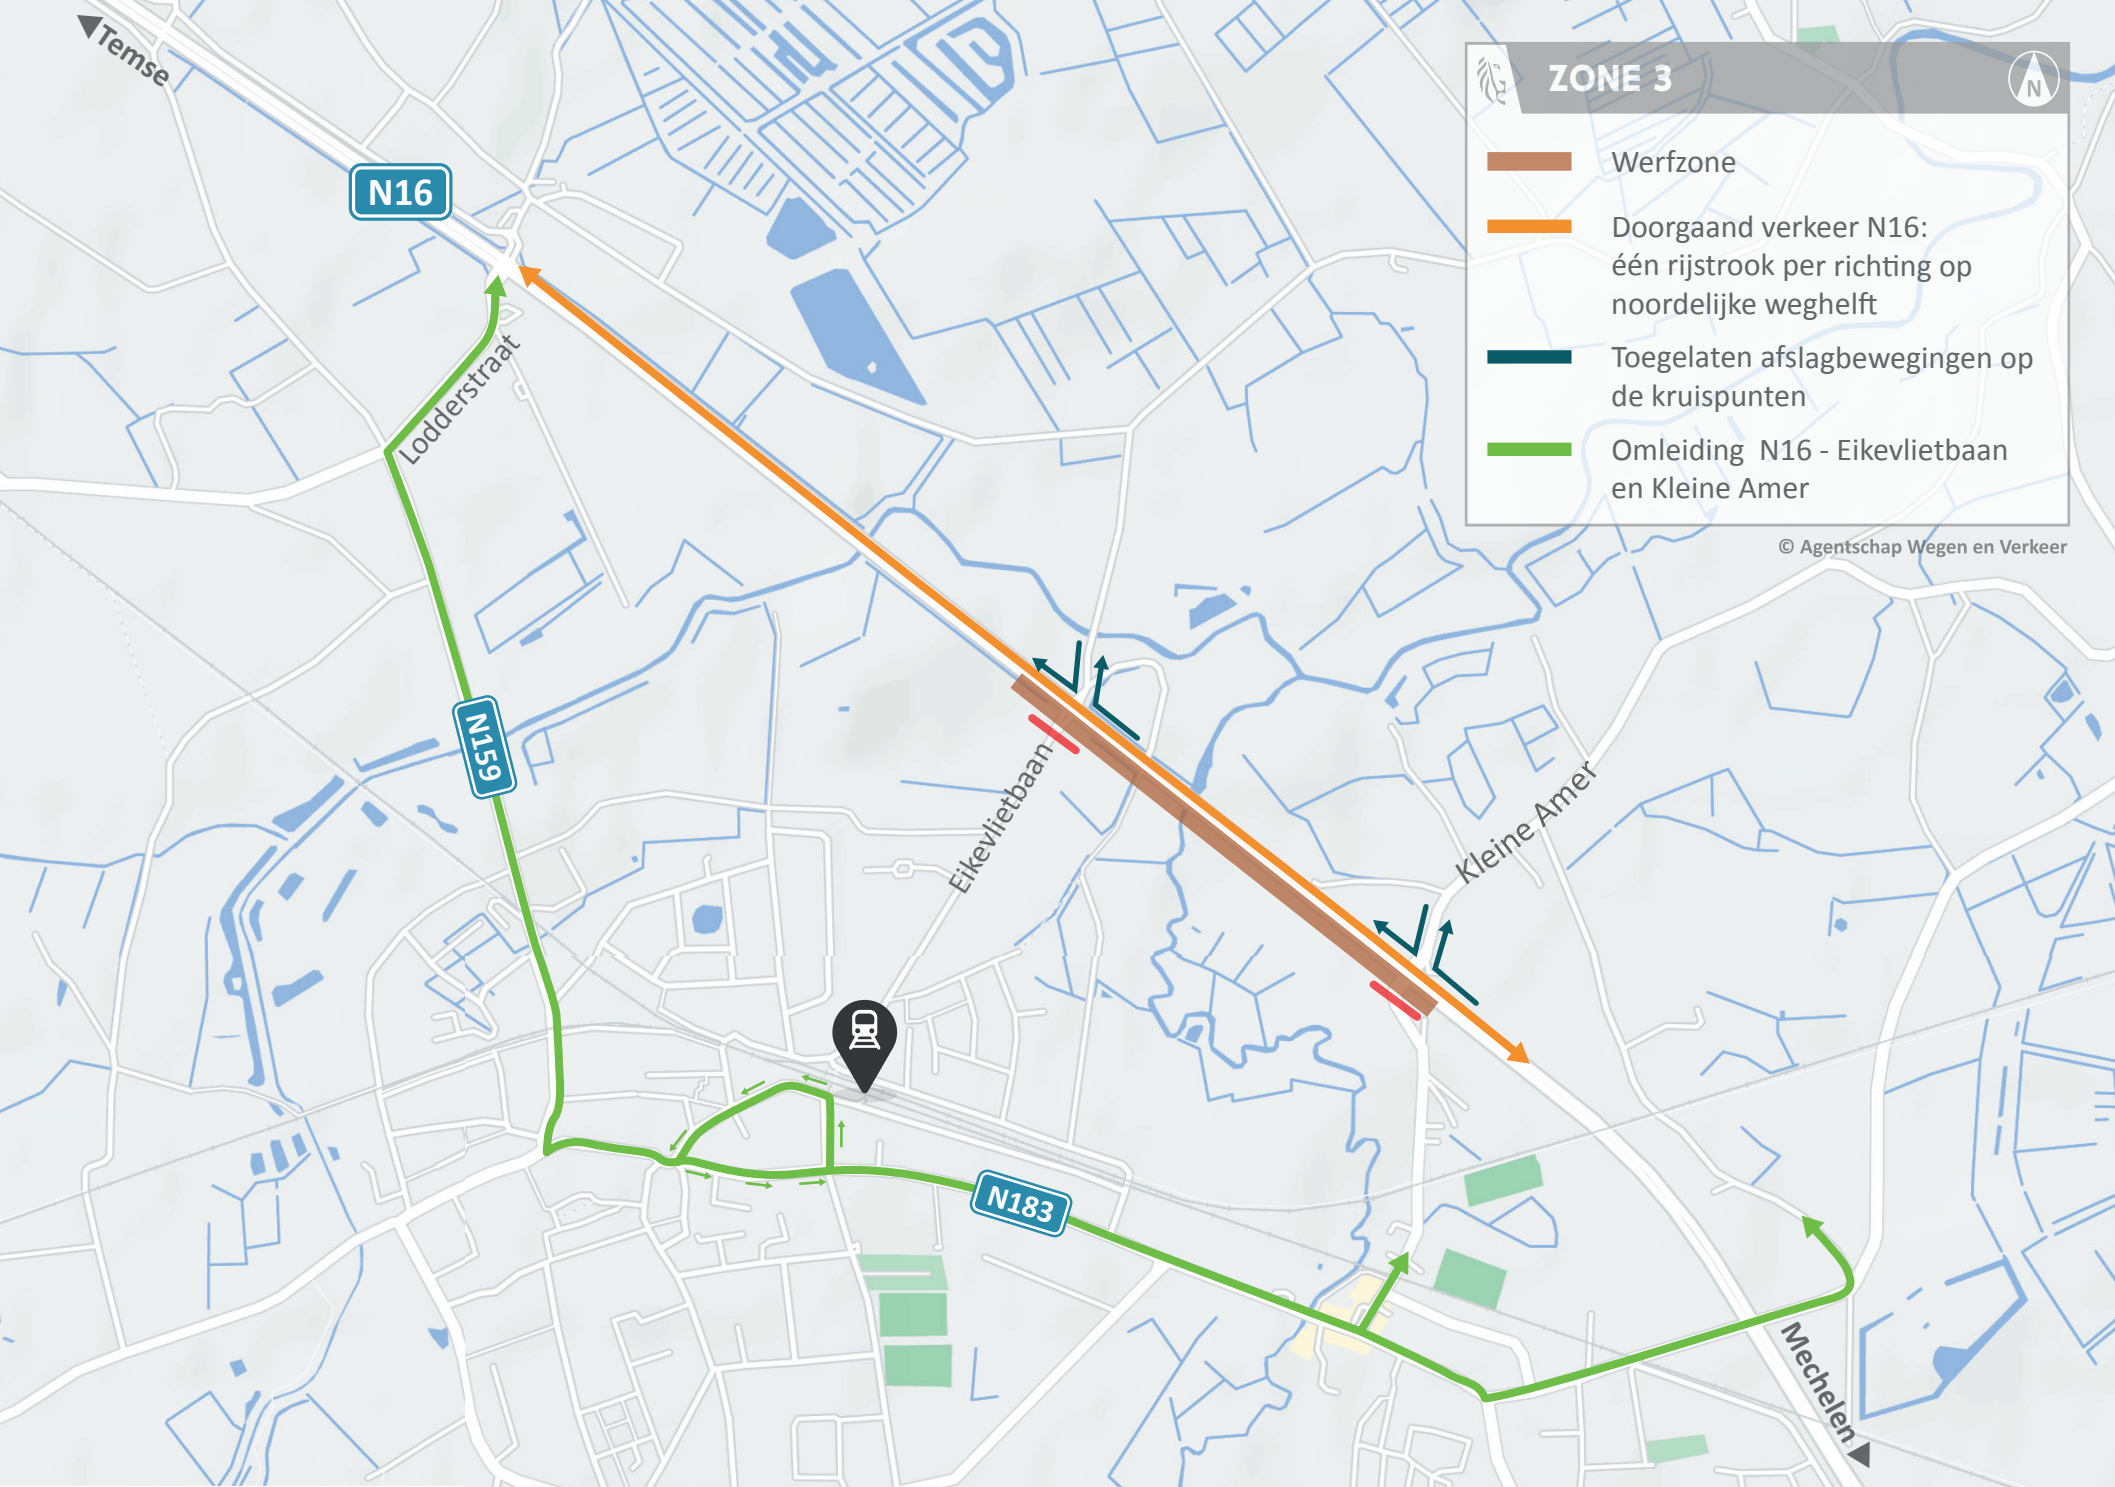 Temse
N16
ZONE 3
N
Werfzone
Doorgaand verkeer N16:
één rijstrook per richting op
noordelijke weghelft
Toegelaten afslagbewegingen op
de kruispunten
Omleiding  N16 - Eikevlietbaan
en Kleine Amer
© Agentschap Wegen en Verkeer
Lodderstraat
N159
Eikevlietbaan
Kleine Amer
N183
Mechelen